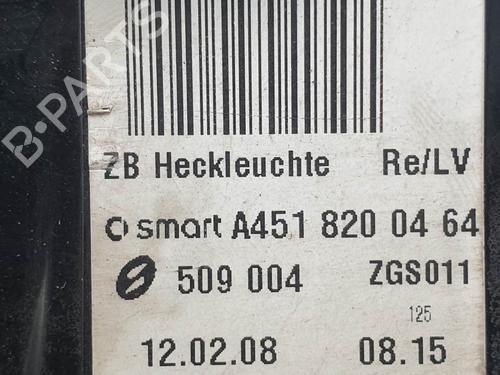 B-PARTS
ZB Heckleuchte Re/LV
smart A451 820 04 64
509 004 ZGS011
125
12.02.08 08.15